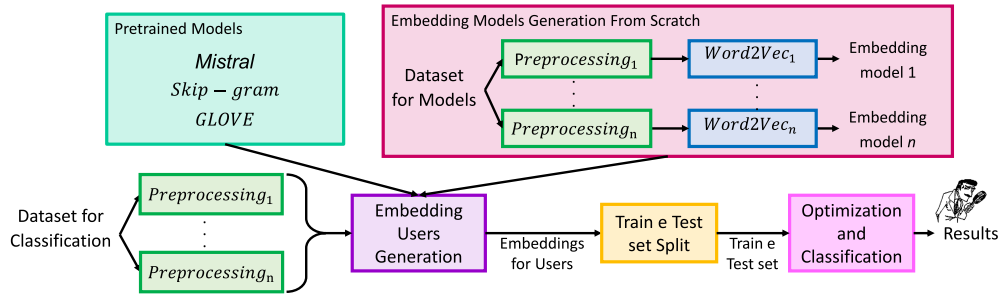 Pretrained Models
Mistral
Skip − gram
GLOVE
Embedding Models Generation From Scratch
Dataset
for Models
Preprocessing₁
Word2Vec₁
Embedding
model 1
Preprocessingₙ
Word2Vecₙ
Embedding
model n
Dataset for
Classification
Preprocessing₁
Preprocessingₙ
Embedding
Users
Generation
Embeddings
for Users
Train e Test
set Split
Train e
Test set
Optimization
and
Classification
Results